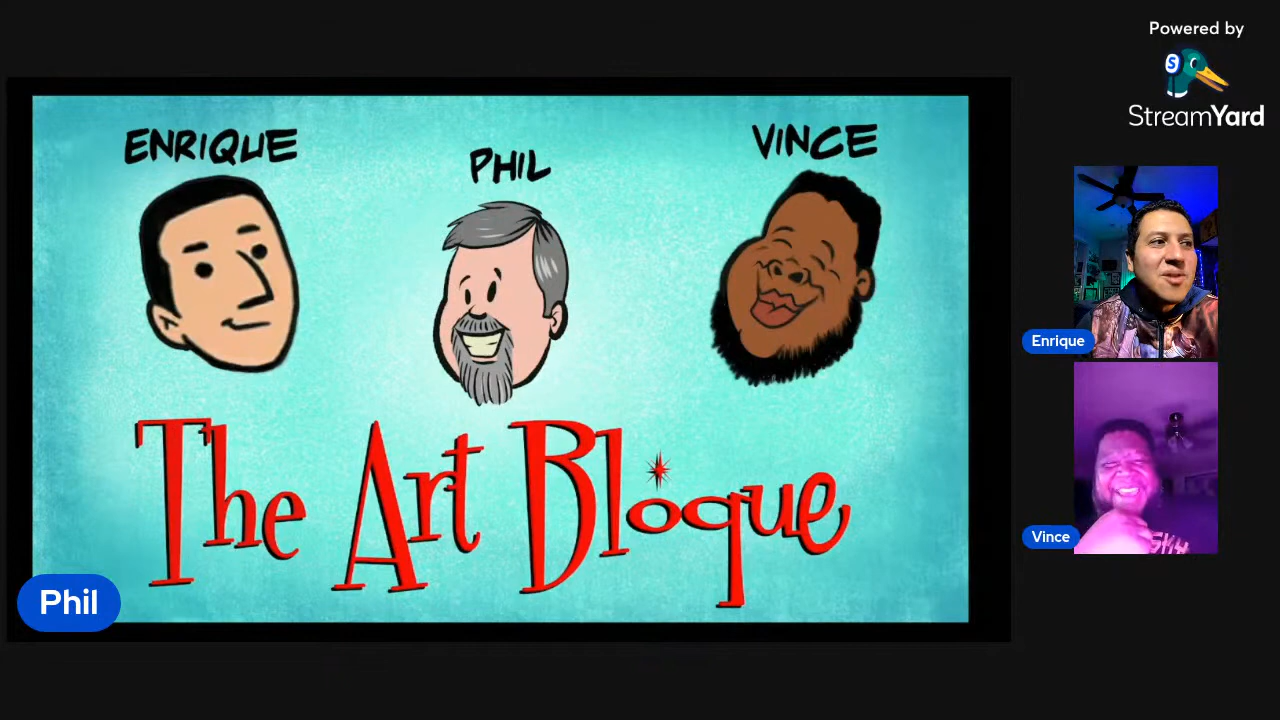 Powered by
StreamYard
ENRIQUE
PHIL
VINCE
The Art Bloque
Phil
Enrique
Vince